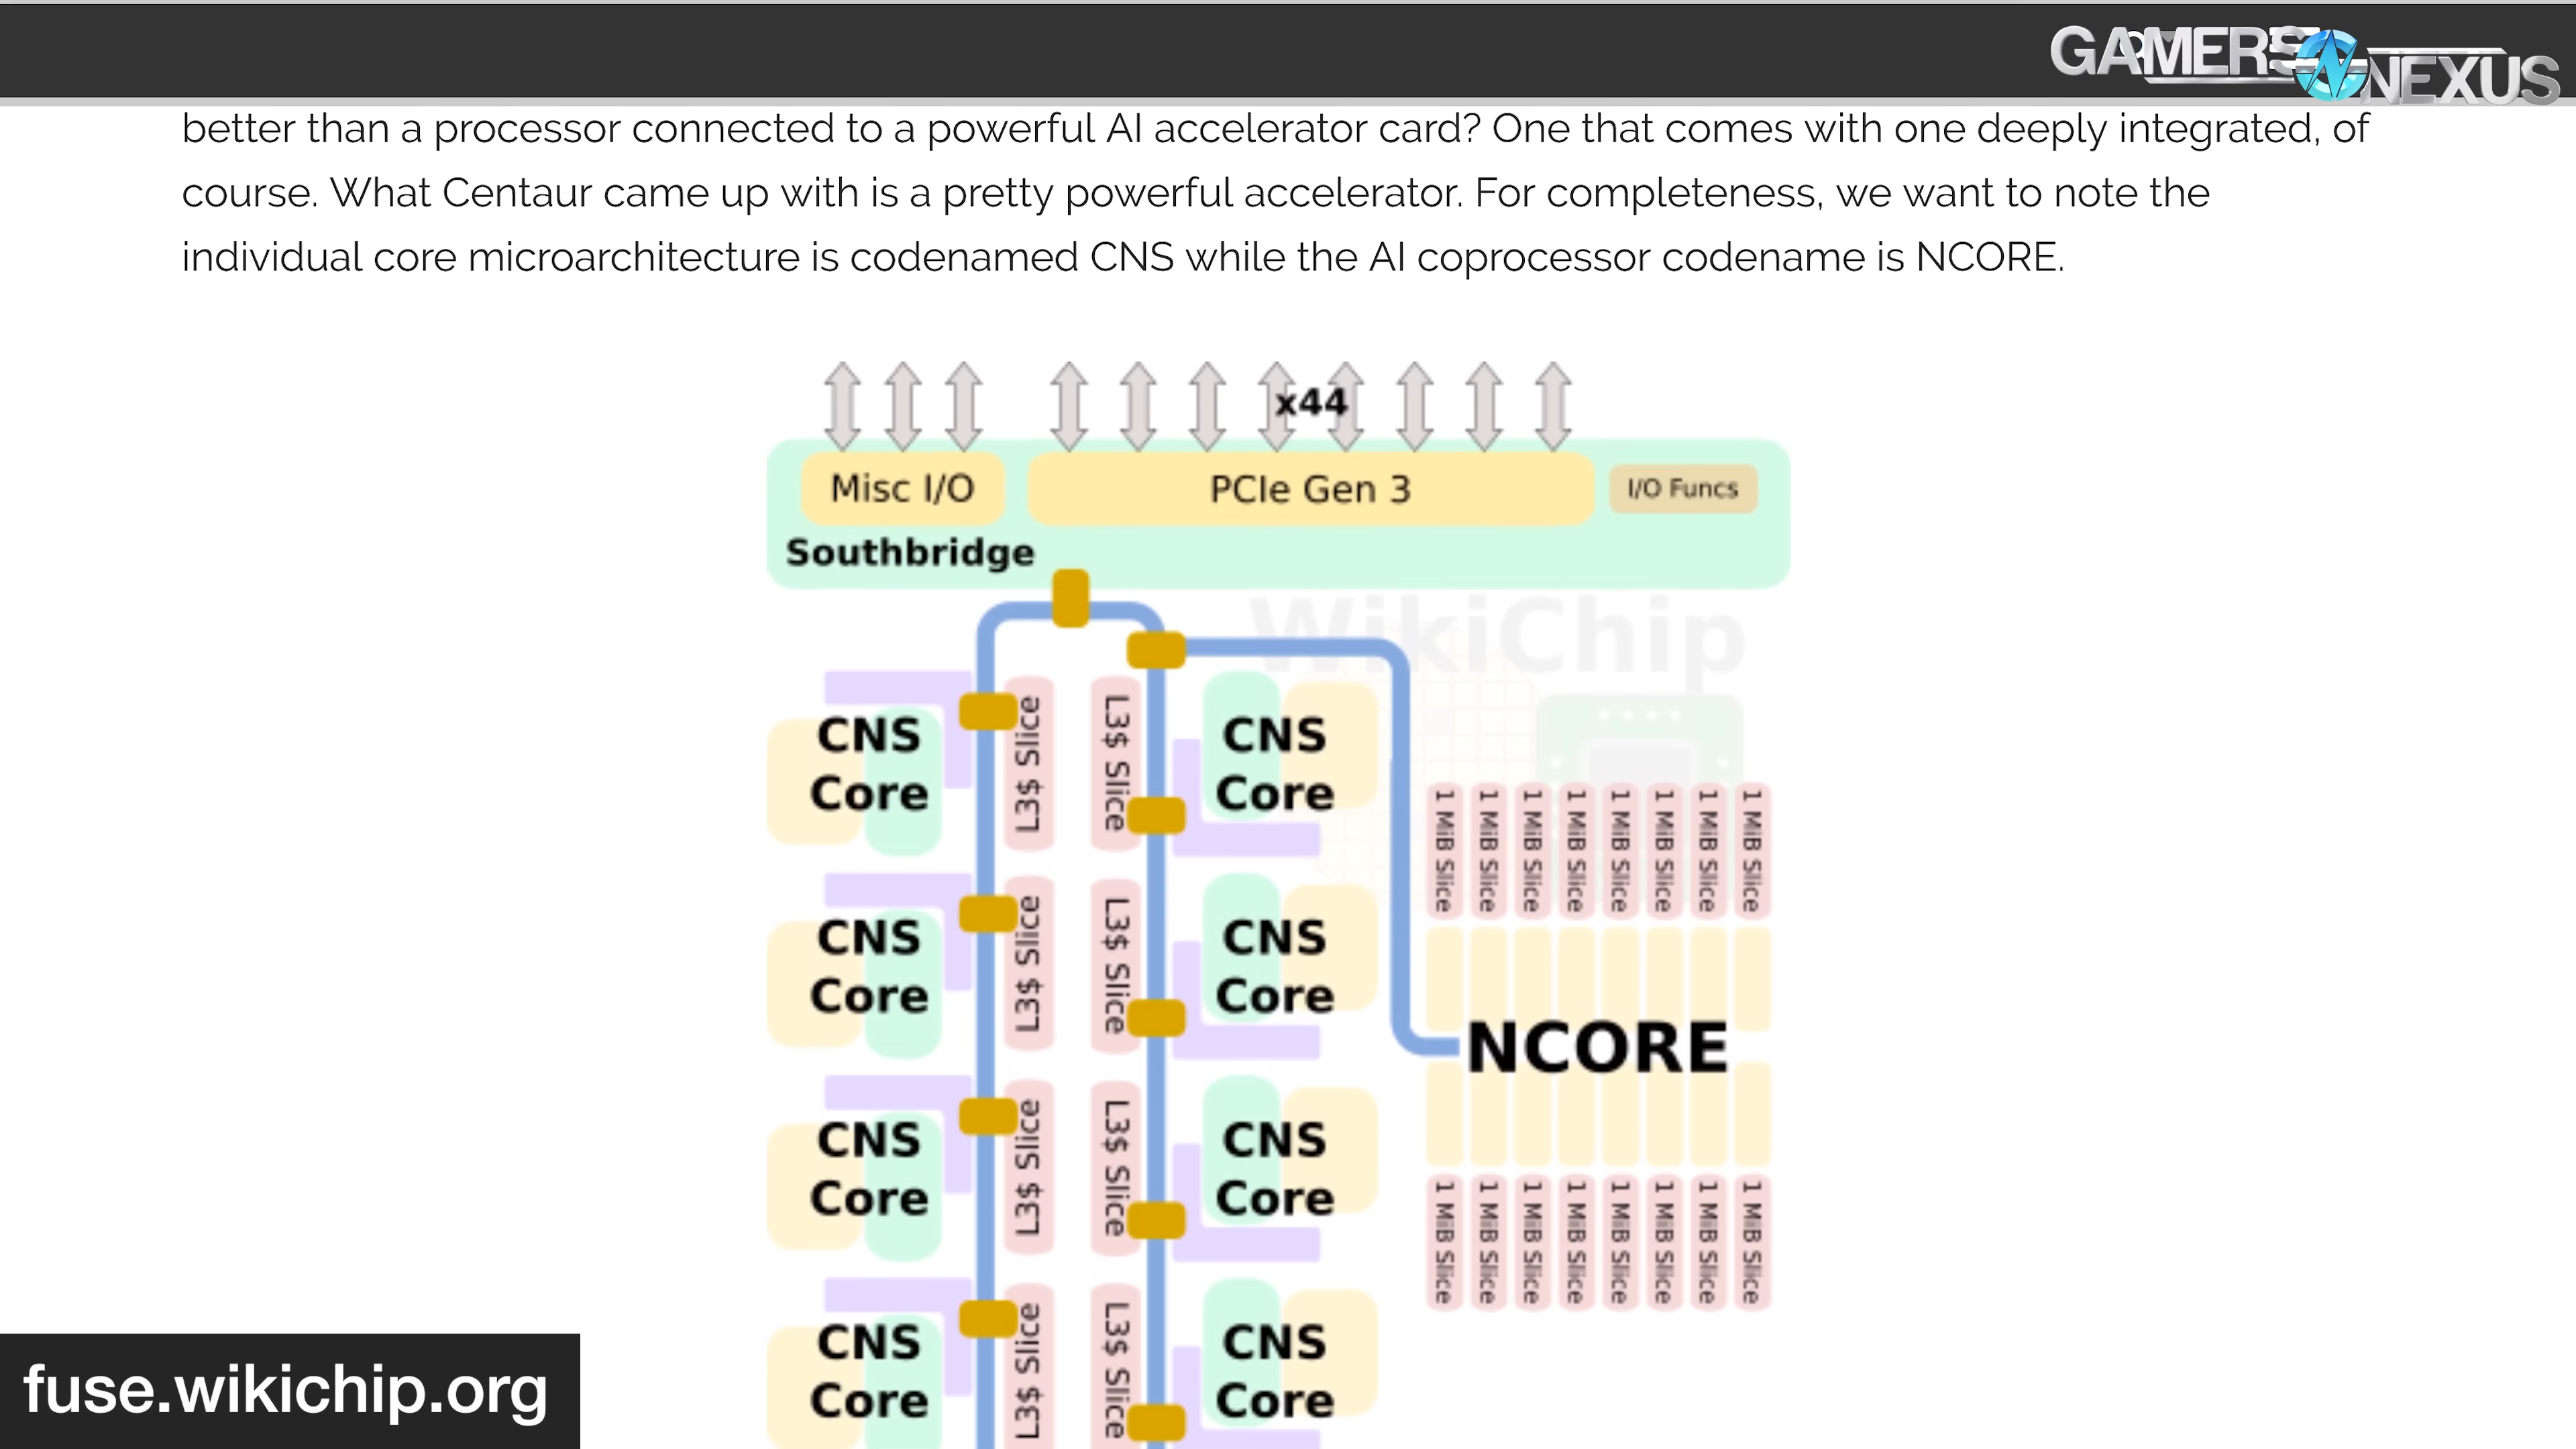 GAMERS NEXUS
better than a processor connected to a powerful AI accelerator card? One that comes with one deeply integrated, of
course. What Centaur came up with is a pretty powerful accelerator. For completeness, we want to note the
individual core microarchitecture is codenamed CNS while the AI coprocessor codename is NCORE.
x44
Misc I/O
PCIe Gen 3
I/O Funcs
Southbridge
WikiChip
CNS
Core
L3$ Slice
L3$ Slice
CNS
Core
1 MiB Slice
1 MiB Slice
1 MiB Slice
1 MiB Slice
1 MiB Slice
1 MiB Slice
1 MiB Slice
1 MiB Slice
CNS
Core
L3$ Slice
L3$ Slice
CNS
Core
NCORE
CNS
Core
L3$ Slice
L3$ Slice
CNS
Core
1 MiB Slice
1 MiB Slice
1 MiB Slice
1 MiB Slice
1 MiB Slice
1 MiB Slice
1 MiB Slice
1 MiB Slice
CNS
Core
L3$ Slice
L3$ Slice
CNS
Core
fuse.wikichip.org